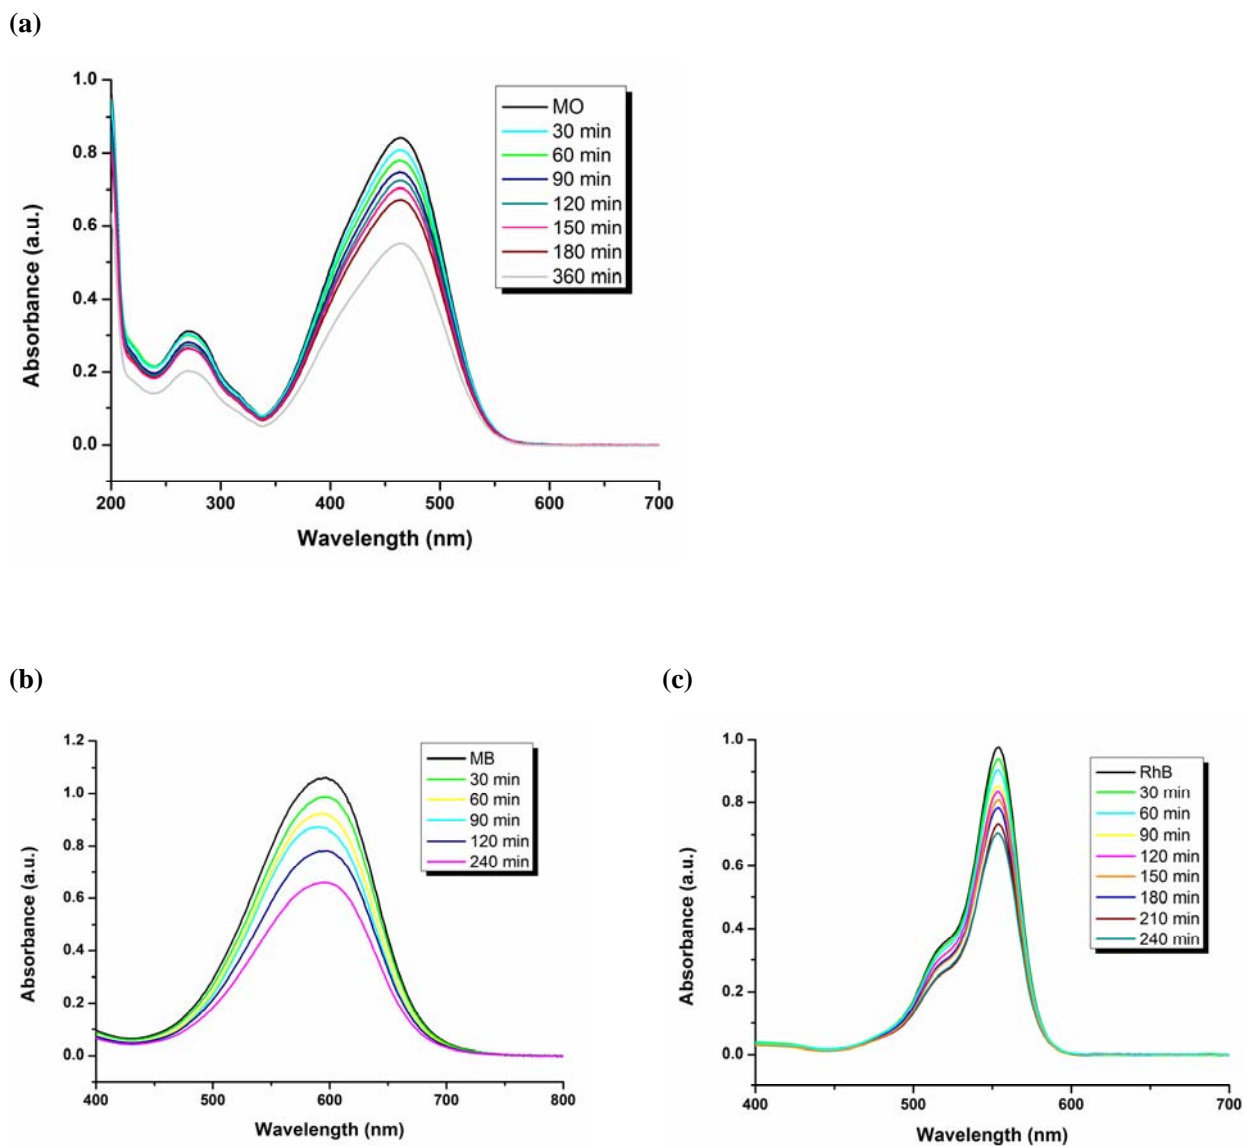 (a)
1.0
0.8
0.6
0.4
0.2
0.0
Absorbance (a.u.)
MO
30 min
60 min
90 min
120 min
150 min
180 min
360 min
200
300
400
500
600
700
Wavelength (nm)
(b)
1.2
1.0
0.8
0.6
0.4
0.2
0.0
Absorbance (a.u.)
MB
30 min
60 min
90 min
120 min
240 min
400
500
600
700
800
Wavelength (nm)
(c)
1.0
0.8
0.6
0.4
0.2
0.0
Absorbance (a.u.)
RhB
30 min
60 min
90 min
120 min
150 min
180 min
210 min
240 min
400
500
600
700
Wavelength (nm)